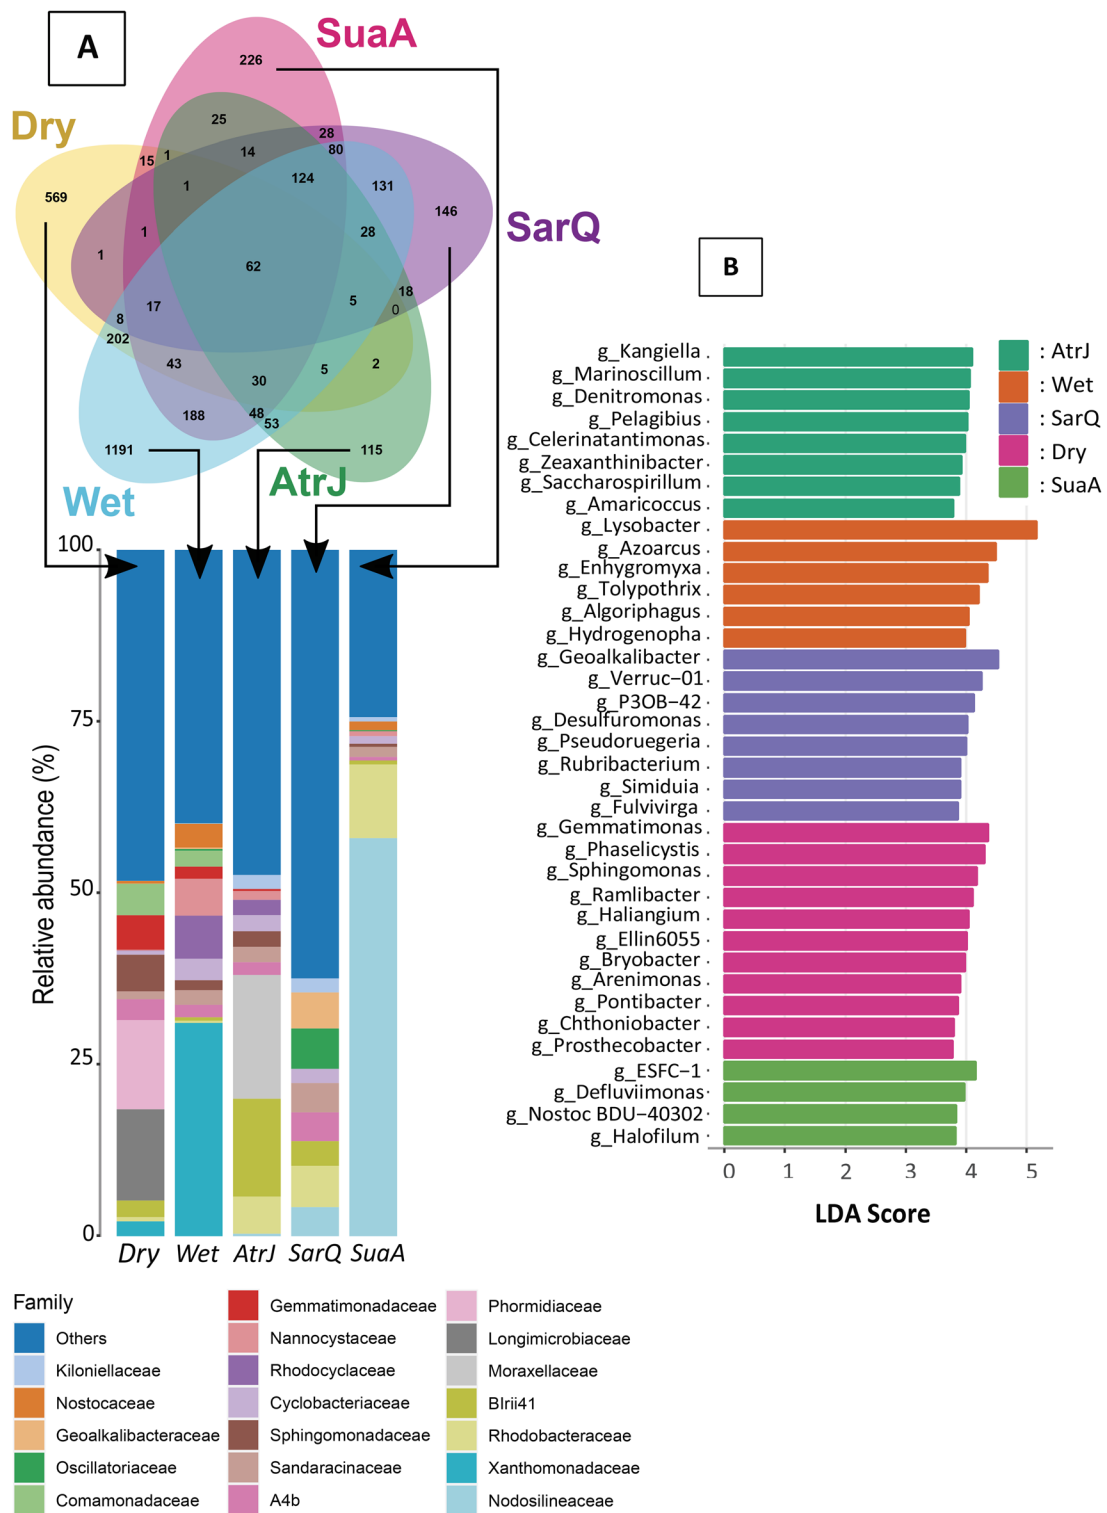 A
SuaA
226
Dry
25
28
15
1
14
80
569
1
124
131
146
SarQ
1
28
1
62
B
17
5
18
8
0
202
43
5
2
30
188
48
53
1191
115
AtrJ
Wet
g_Kangiella
g_Marinoscillum
g_Denitromonas
g_Pelagibius
g_Celerinatantimonas
g_Zeaxanthinibacter
g_Saccharospirillum
g_Amaricoccus
g_Lysobacter
g_Azoarcus
g_Enhygromyxa
g_Tolypothrix
g_Algoriphagus
g_Hydrogenopha
g_Geoalkalibacter
g_Verruc−01
g_P3OB−42
g_Desulfuromonas
g_Pseudoruegeria
g_Rubribacterium
g_Simiduia
g_Fulvivirga
g_Gemmatimonas
g_Phaselicystis
g_Sphingomonas
g_Ramlibacter
g_Haliangium
g_Ellin6055
g_Bryobacter
g_Arenimonas
g_Pontibacter
g_Chthoniobacter
g_Prosthecobacter
g_ESFC−1
g_Defluviimonas
g_Nostoc BDU−40302
g_Halofilum
0 1 2 3 4 5
LDA Score
: AtrJ
: Wet
: SarQ
: Dry
: SuaA
100
75
50
25
0
Relative abundance (%)
Dry Wet AtrJ SarQ SuaA
Family
Others
Kiloniellaceae
Nostocaceae
Geoalkalibacteraceae
Oscillatoriaceae
Comamonadaceae
Gemmatimonadaceae
Nannocystaceae
Rhodocyclaceae
Cyclobacteriaceae
Sphingomonadaceae
Sandaracinaceae
A4b
Phormidiaceae
Longimicrobiaceae
Moraxellaceae
BIrii41
Rhodobacteraceae
Xanthomonadaceae
Nodosilineaceae